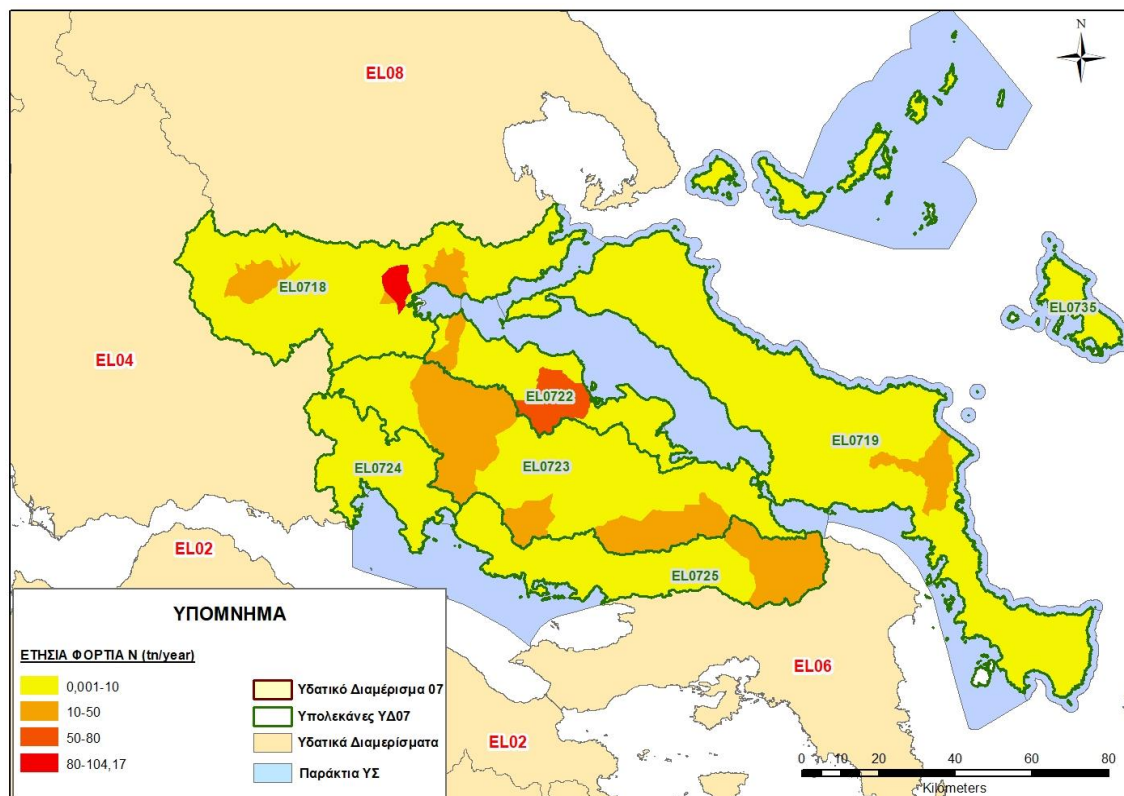 N
EL08
EL0718
EL0735
EL04
EL0722
EL0719
EL0724
EL0723
EL02
EL0725
EL06
EL02
ΥΠΟΜΝΗΜΑ
ΕΤΗΣΙΑ ΦΟΡΤΙΑ Ν (tn/year)
0,001-10
10-50
50-80
80-104,17
Υδατικό Διαμέρισμα 07
Υπολεκάνες ΥΔ07
Υδατικά Διαμερίσματα
Παράκτια ΥΣ
0 10 20 40 60 80
Kilometers